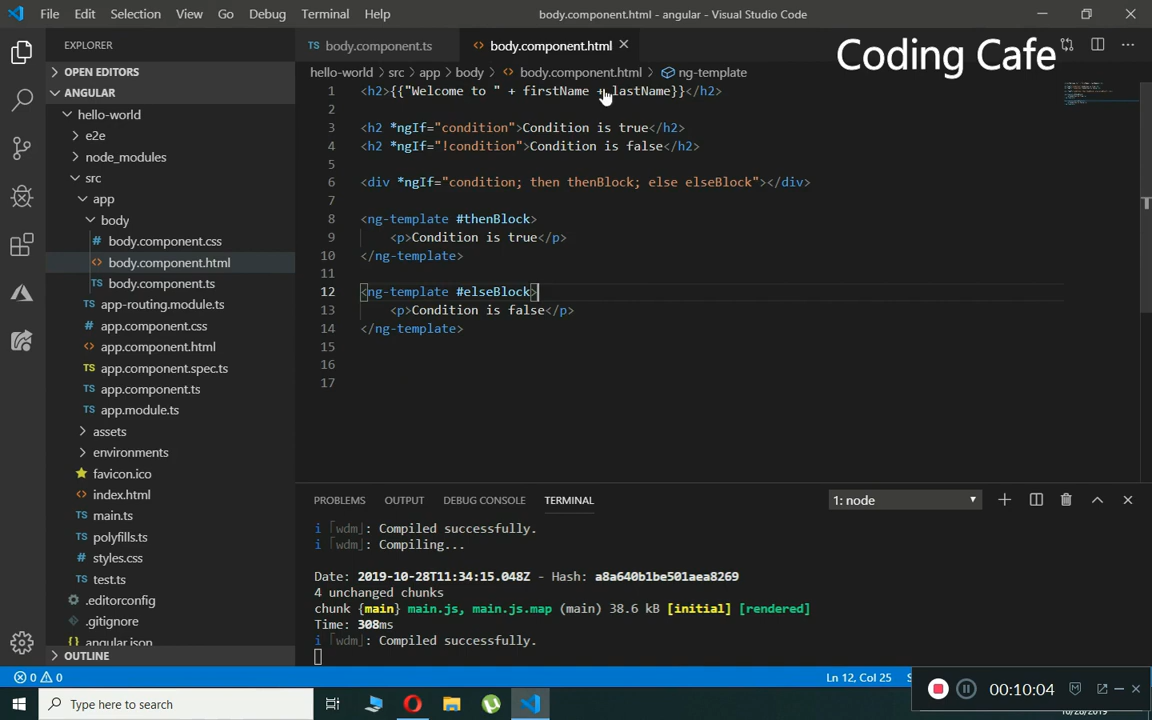 File Edit Selection View Go Debug Terminal Help
body.component.html - angular - Visual Studio Code
Coding Cafe
EXPLORER
OPEN EDITORS
ANGULAR
hello-world
e2e
node_modules
src
app
body
body.component.css
body.component.html
body.component.ts
app-routing.module.ts
app.component.css
app.component.html
app.component.spec.ts
app.component.ts
app.module.ts
assets
environments
favicon.ico
index.html
main.ts
polyfills.ts
styles.css
test.ts
.editorconfig
.gitignore
angular.json
OUTLINE
TS body.component.ts <> body.component.html
hello-world > src > app > body > <> body.component.html > ng-template
1 <h2>{{"Welcome to " + firstName + lastName}}</h2>
2
3 <h2 *ngIf="condition">Condition is true</h2>
4 <h2 *ngIf="!condition">Condition is false</h2>
5
6 <div *ngIf="condition; then thenBlock; else elseBlock"></div>
7
8 <ng-template #thenBlock>
9 <p>Condition is true</p>
10 </ng-template>
11
12 <ng-template #elseBlock>
13 <p>Condition is false</p>
14 </ng-template>
15
16
17
PROBLEMS OUTPUT DEBUG CONSOLE TERMINAL 1: node
i ｢wdm｣: Compiled successfully.
i ｢wdm｣: Compiling...
Date: 2019-10-28T11:34:15.048Z - Hash: a8a640b1be501aea8269
4 unchanged chunks
chunk {main} main.js, main.js.map (main) 38.6 kB [initial] [rendered]
Time: 308ms
i ｢wdm｣: Compiled successfully.
0 0 Ln 12, Col 25
Type here to search
00:10:04
10/28/2019